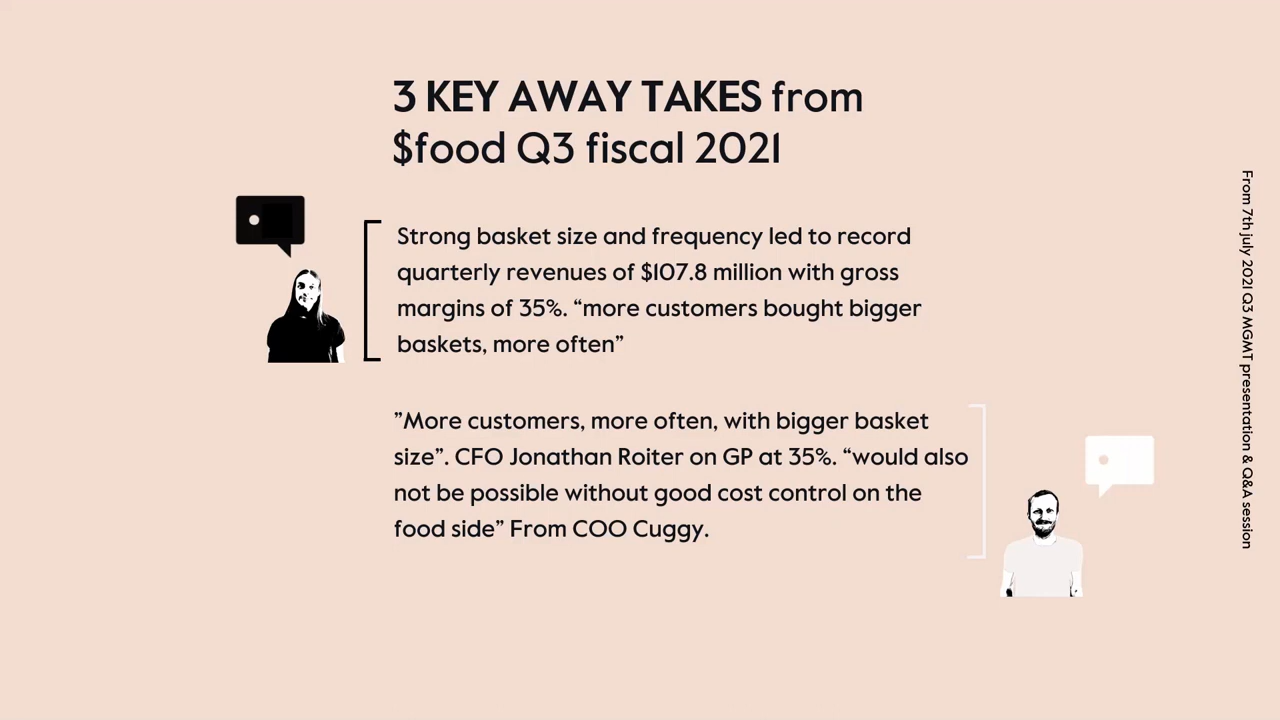 3 KEY AWAY TAKES from
$food Q3 fiscal 2021
Strong basket size and frequency led to record
quarterly revenues of $107.8 million with gross
margins of 35%. “more customers bought bigger
baskets, more often”
”More customers, more often, with bigger basket
size”. CFO Jonathan Roiter on GP at 35%. “would also
not be possible without good cost control on the
food side” From COO Cuggy.
From 7th july 2021 Q3 MGMT presentation & Q&A session